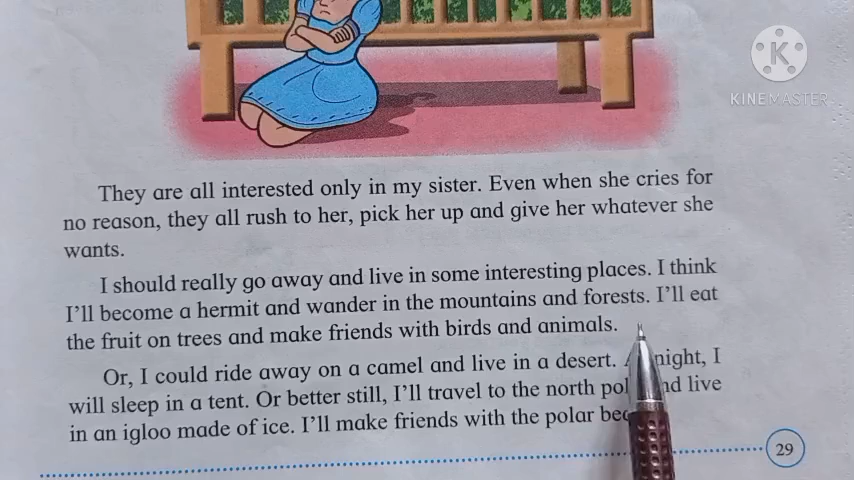 K
KINEMASTER
They are all interested only in my sister. Even when she cries for
no reason, they all rush to her, pick her up and give her whatever she
wants.
I should really go away and live in some interesting places. I think
I'll become a hermit and wander in the mountains and forests. I'll eat
the fruit on trees and make friends with birds and animals.
Or, I could ride away on a camel and live in a desert. night, I
will sleep in a tent. Or better still, I'll travel to the north live
in an igloo made of ice. I'll make friends with the polar
29